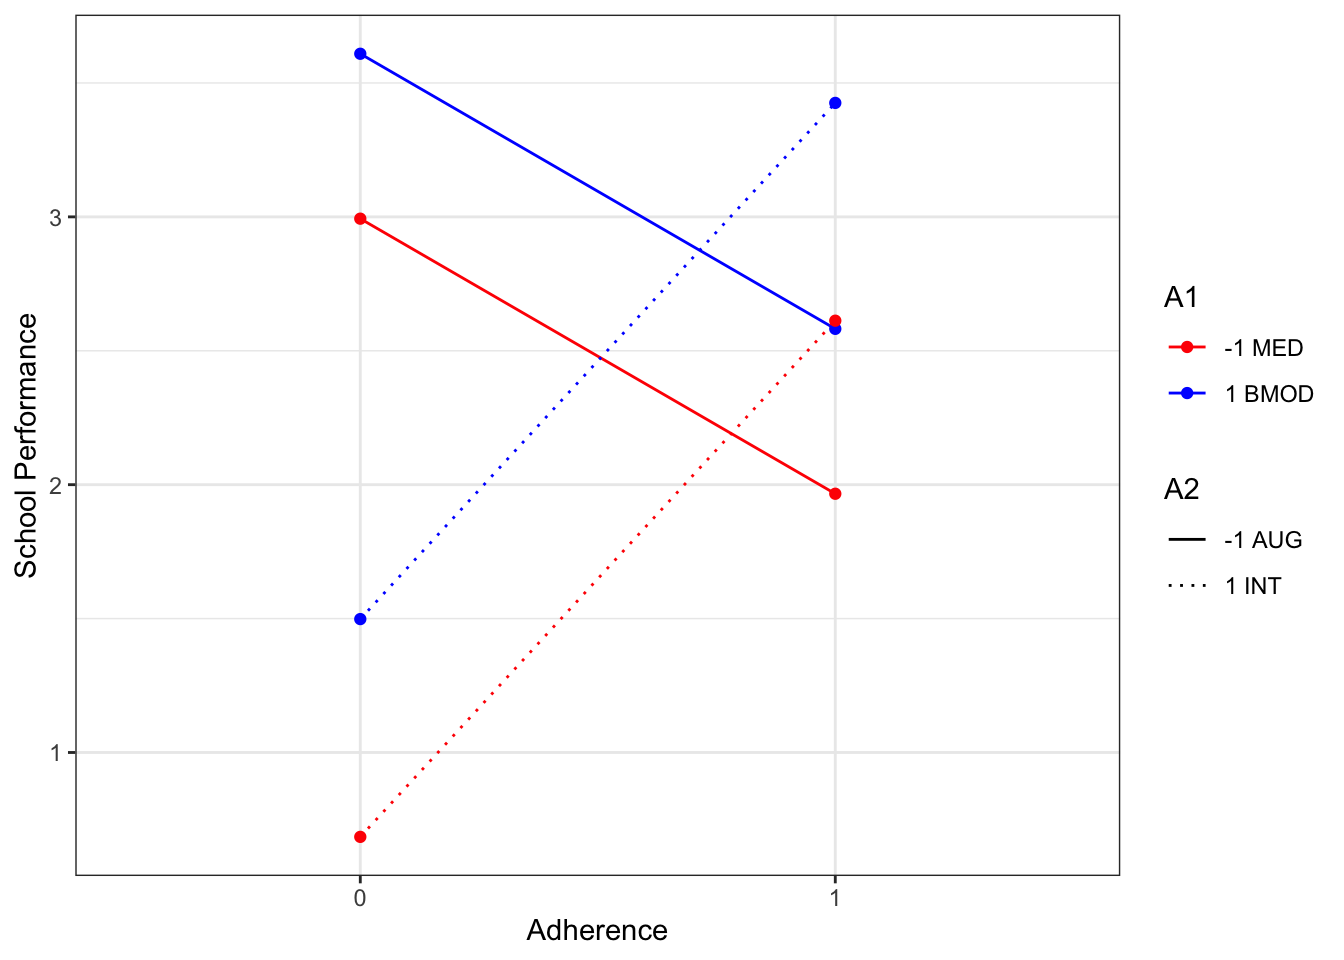 School Performance
3
2
1
0
1
Adherence
A1
-1 MED
1 BMOD
A2
-1 AUG
1 INT